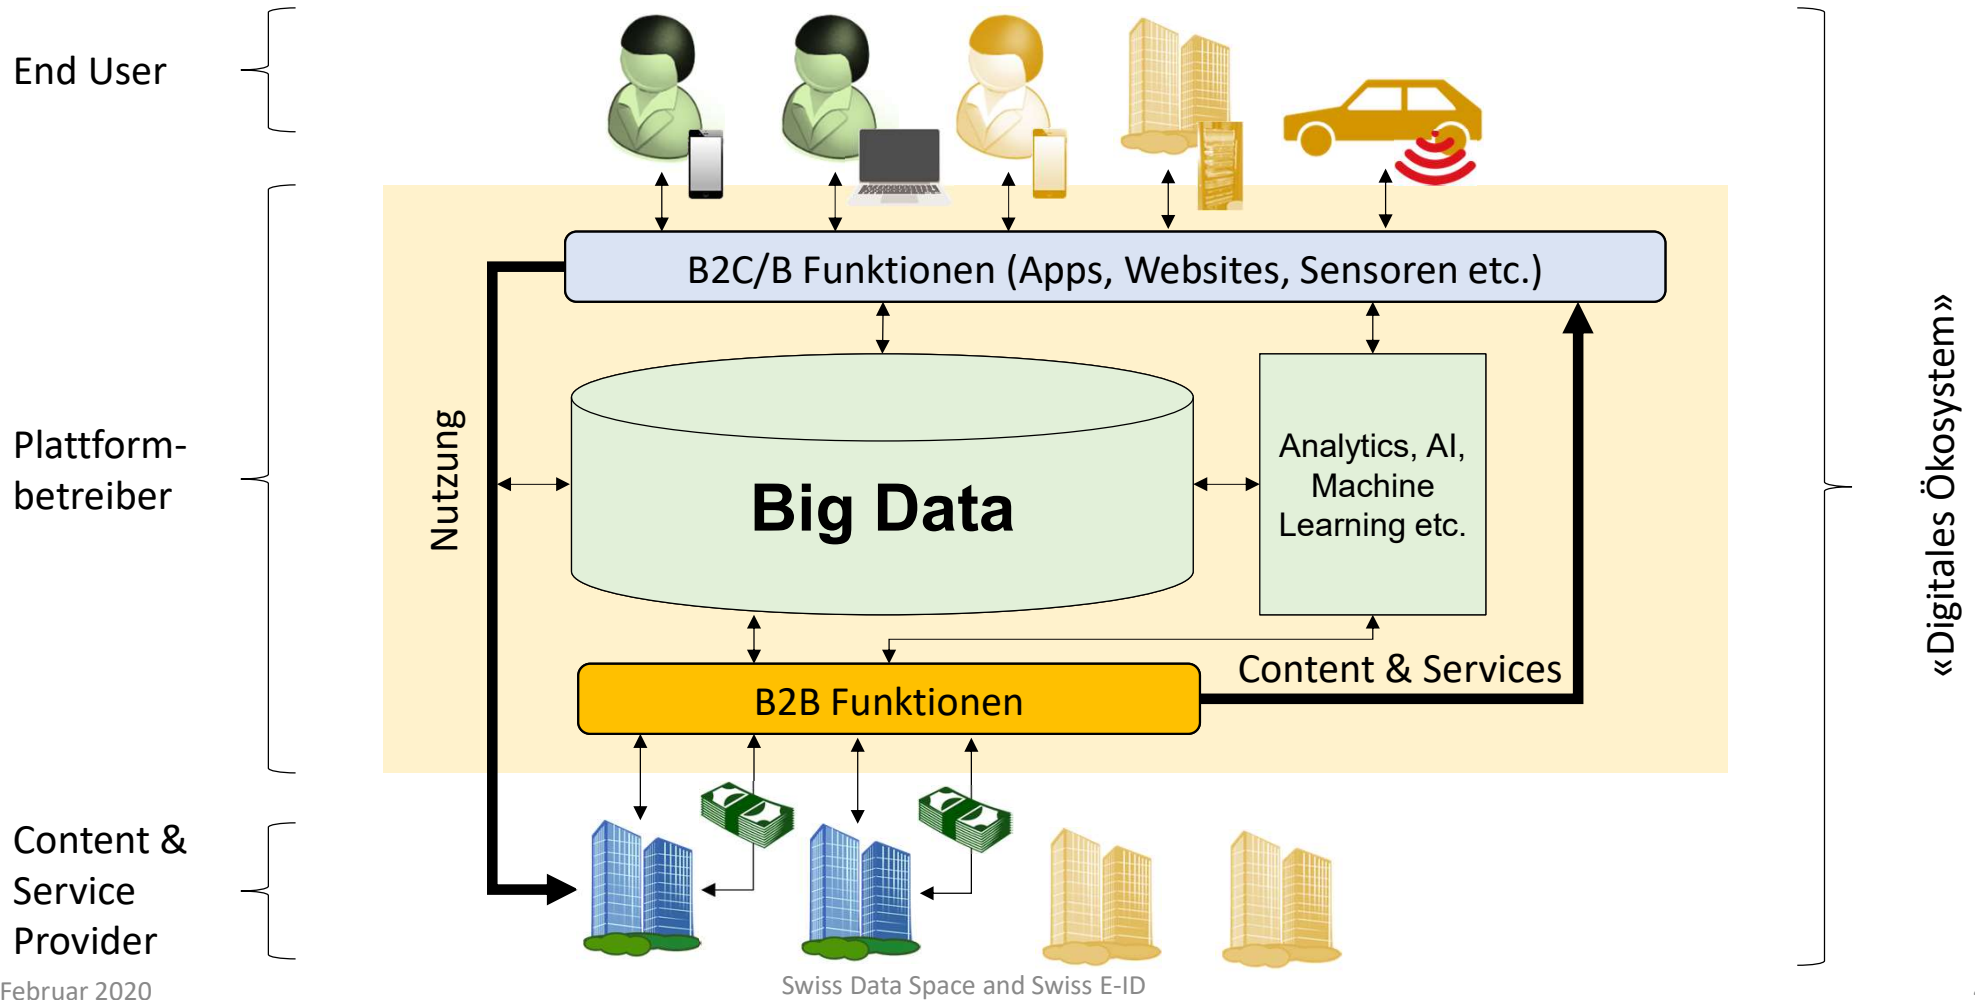 End User
B2C/B Funktionen (Apps, Websites, Sensoren etc.)
Plattform-
betreiber
Nutzung
Big Data
Analytics, AI,
Machine
Learning etc.
Content & Services
B2B Funktionen
Content &
Service
Provider
«Digitales Ökosystem»
Februar 2020
Swiss Data Space and Swiss E-ID